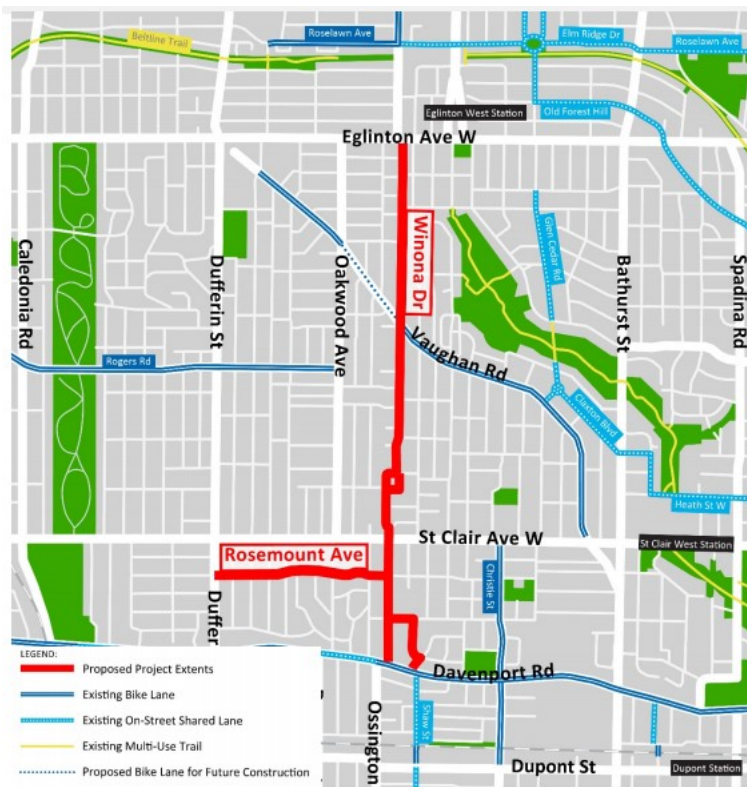 Roselawn Ave
Elm Ridge Dr
Beltline Trail
Roselawn Ave
Eglinton West Station
Old Forest Hill
Eglinton Ave W
Winona Dr
Glen Cedar Rd
Caledonia Rd
Dufferin St
Oakwood Ave
Bathurst St
Spadina Rd
Vaughan Rd
Rogers Rd
Claxton Blvd
Heath St W
St Clair Ave W
St Clair West Station
Rosemount Ave
Christie St
Duffer
LEGEND:
Proposed Project Extents
Davenport Rd
Existing Bike Lane
Existing On-Street Shared Lane
Ossington
Shaw St
Existing Multi-Use Trail
Proposed Bike Lane for Future Construction
Dupont St
Dupont Station